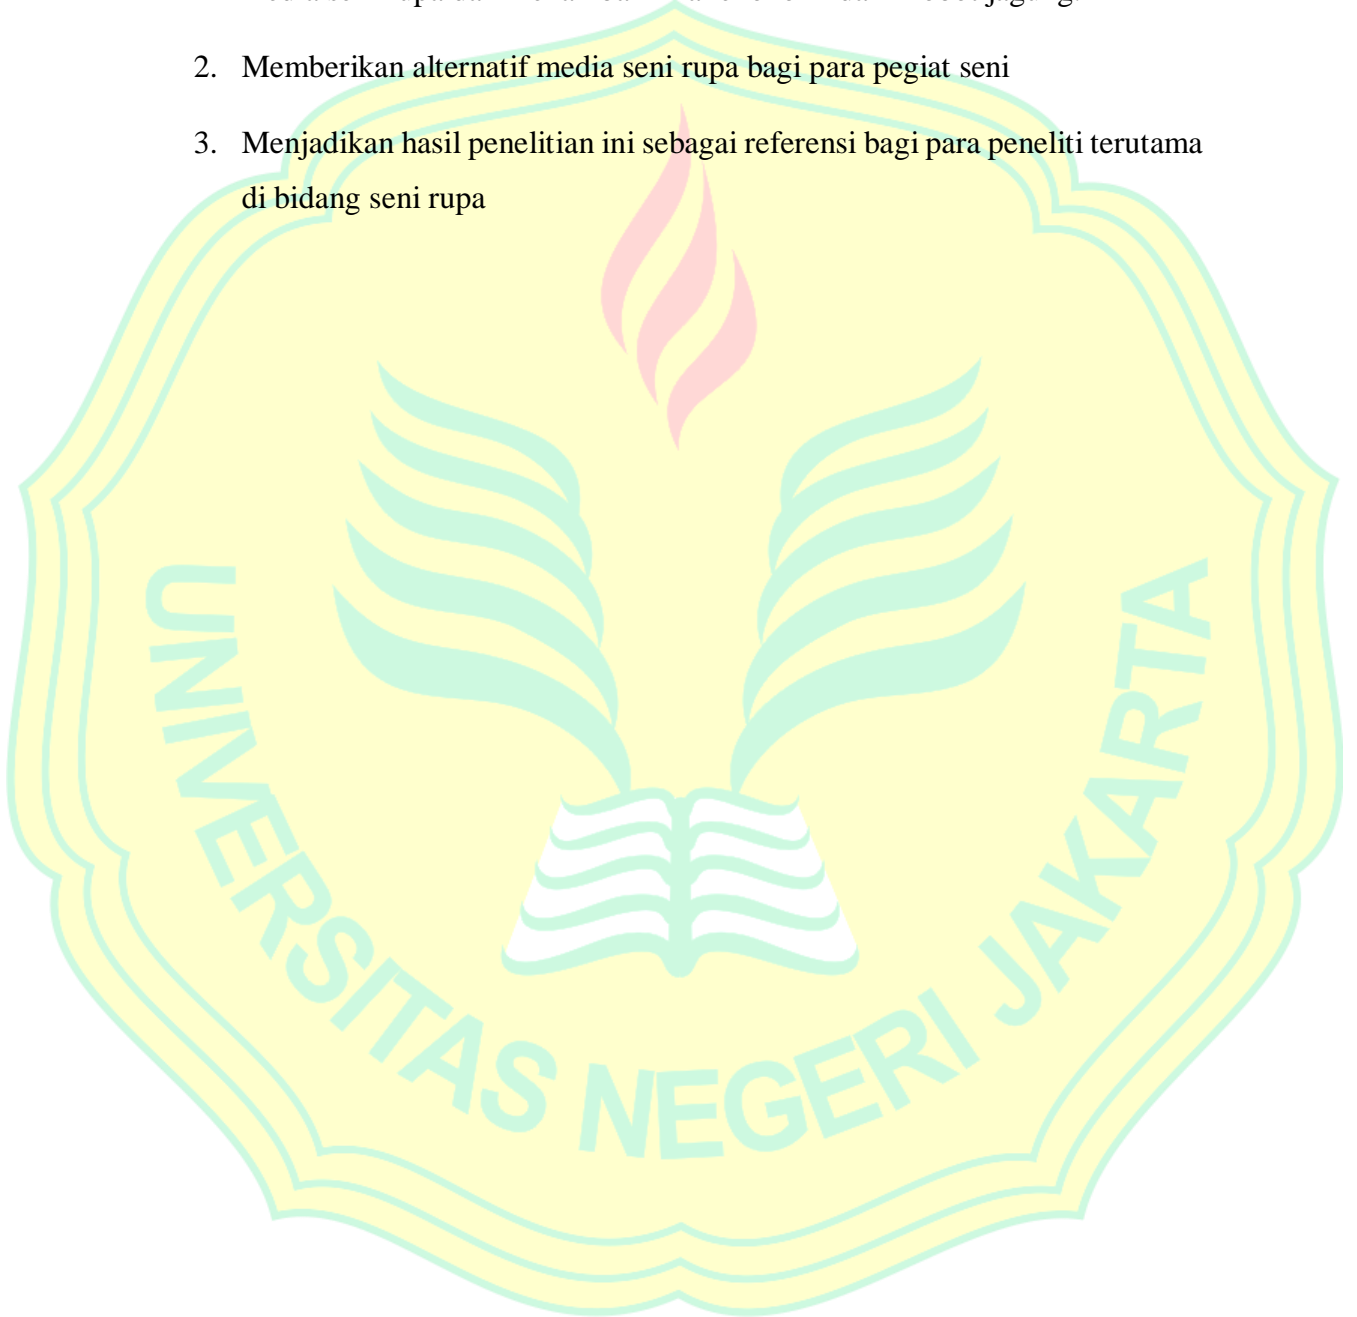 2. Memberikan alternatif media seni rupa bagi para pegiat seni
3. Menjadikan hasil penelitian ini sebagai referensi bagi para peneliti terutama
di bidang seni rupa
UNIVERSITAS NEGERI JAKARTA